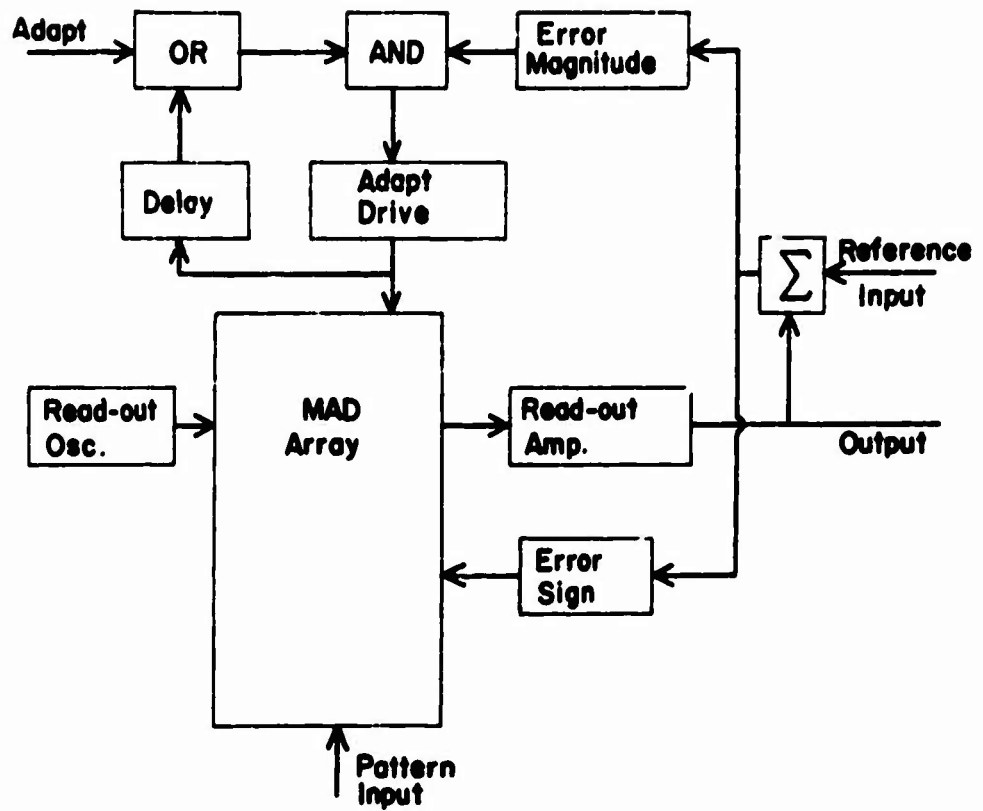 Adapt
OR
AND
Error
Magnitude
Delay
Adapt
Drive
Σ
Reference
Input
Read-out
Osc.
MAD
Array
Read-out
Amp.
Output
Error
Sign
Pattern
Input